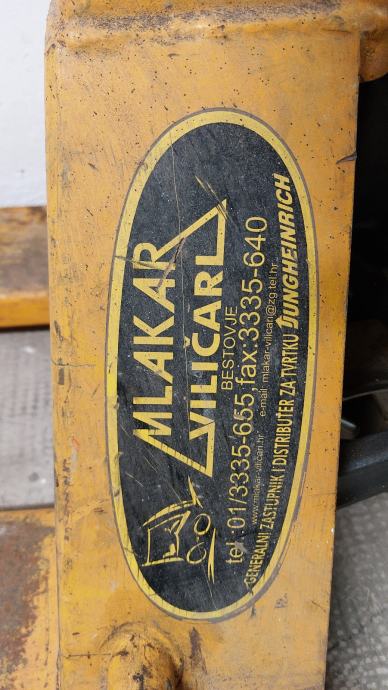 MLAKAR
VILIČARI
BESTOVJE
tel.:01/3335-655,fax:3335-640
www.mlakar-vilicari.hr e-mail: mlakar-vilicari@zg.tel.hr
GENERALNI ZASTUPNIK I DISTRIBUTER ZA TVRTKU JUNGHEINRICH